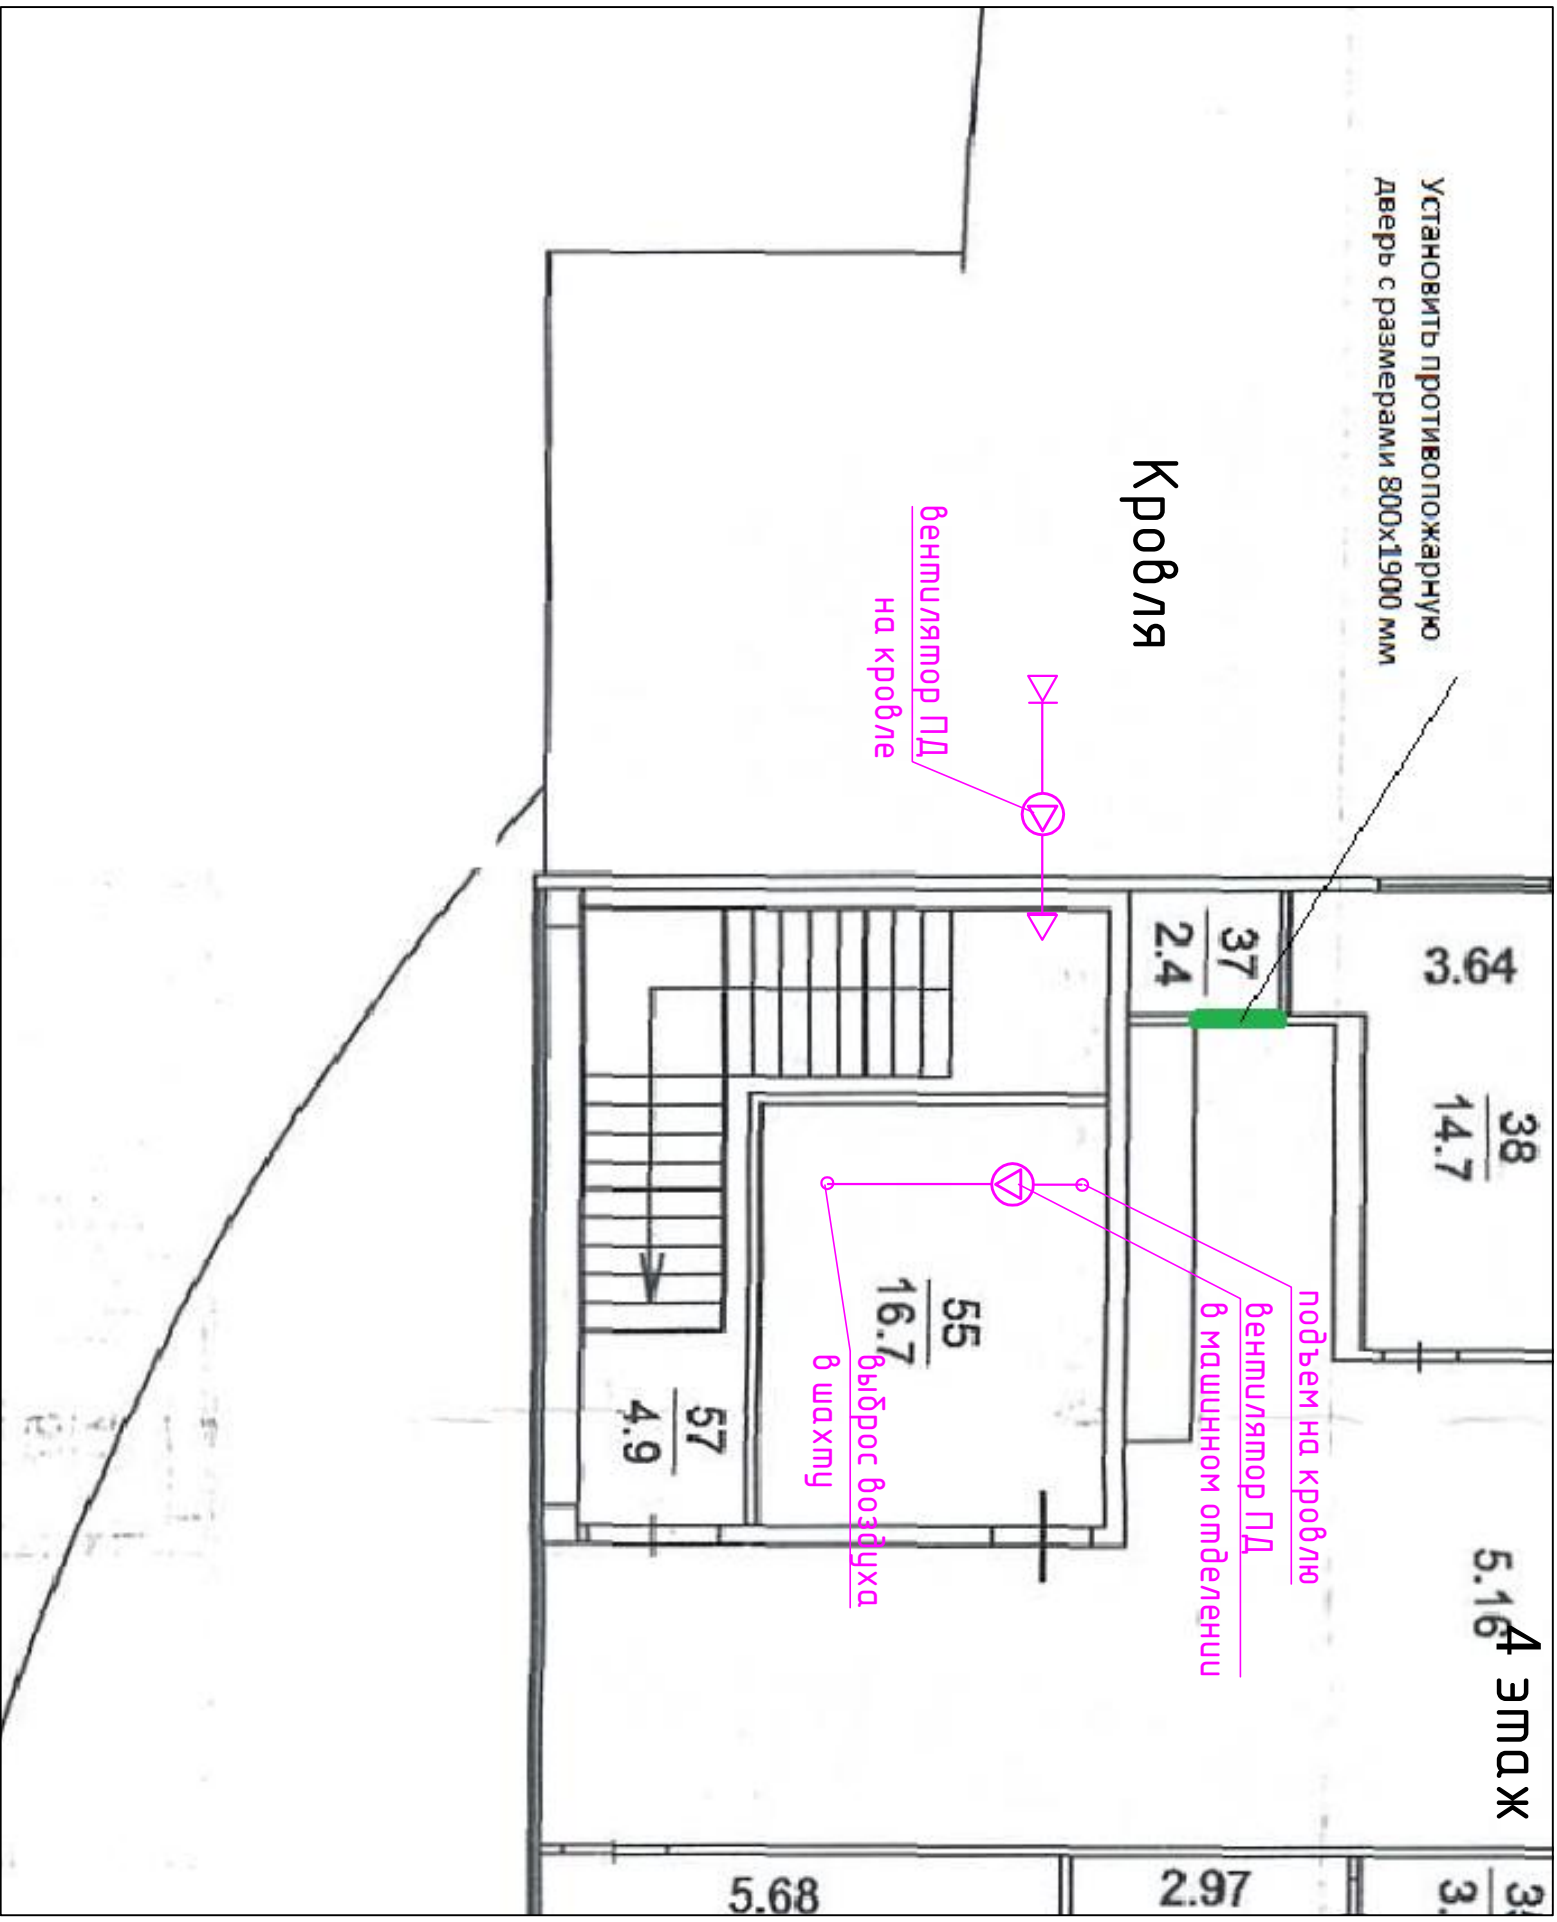 Установить противопожарную
дверь с размерами 800х1900 мм
Кровля
вентилятор ПД
на кровле
37
2.4
3.64
38
14.7
подъем на кровлю
вентилятор ПД
в машинном отделении
55
16.7
выброс воздуха
в шахту
57
4.9
5.16
4 этаж
5.68
2.97
3.